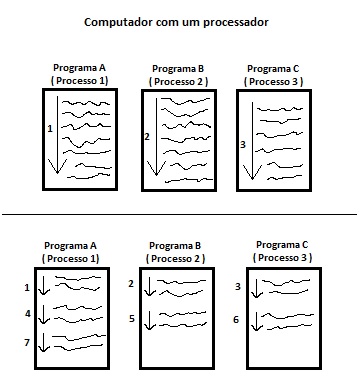 Computador com um processador
Programa A
( Processo 1)
Programa B
( Processo 2 )
Programa C
( Processo 3 )
1
2
3
Programa A
( Processo 1)
Programa B
( Processo 2 )
Programa C
( Processo 3 )
1
2
3
4
5
6
7